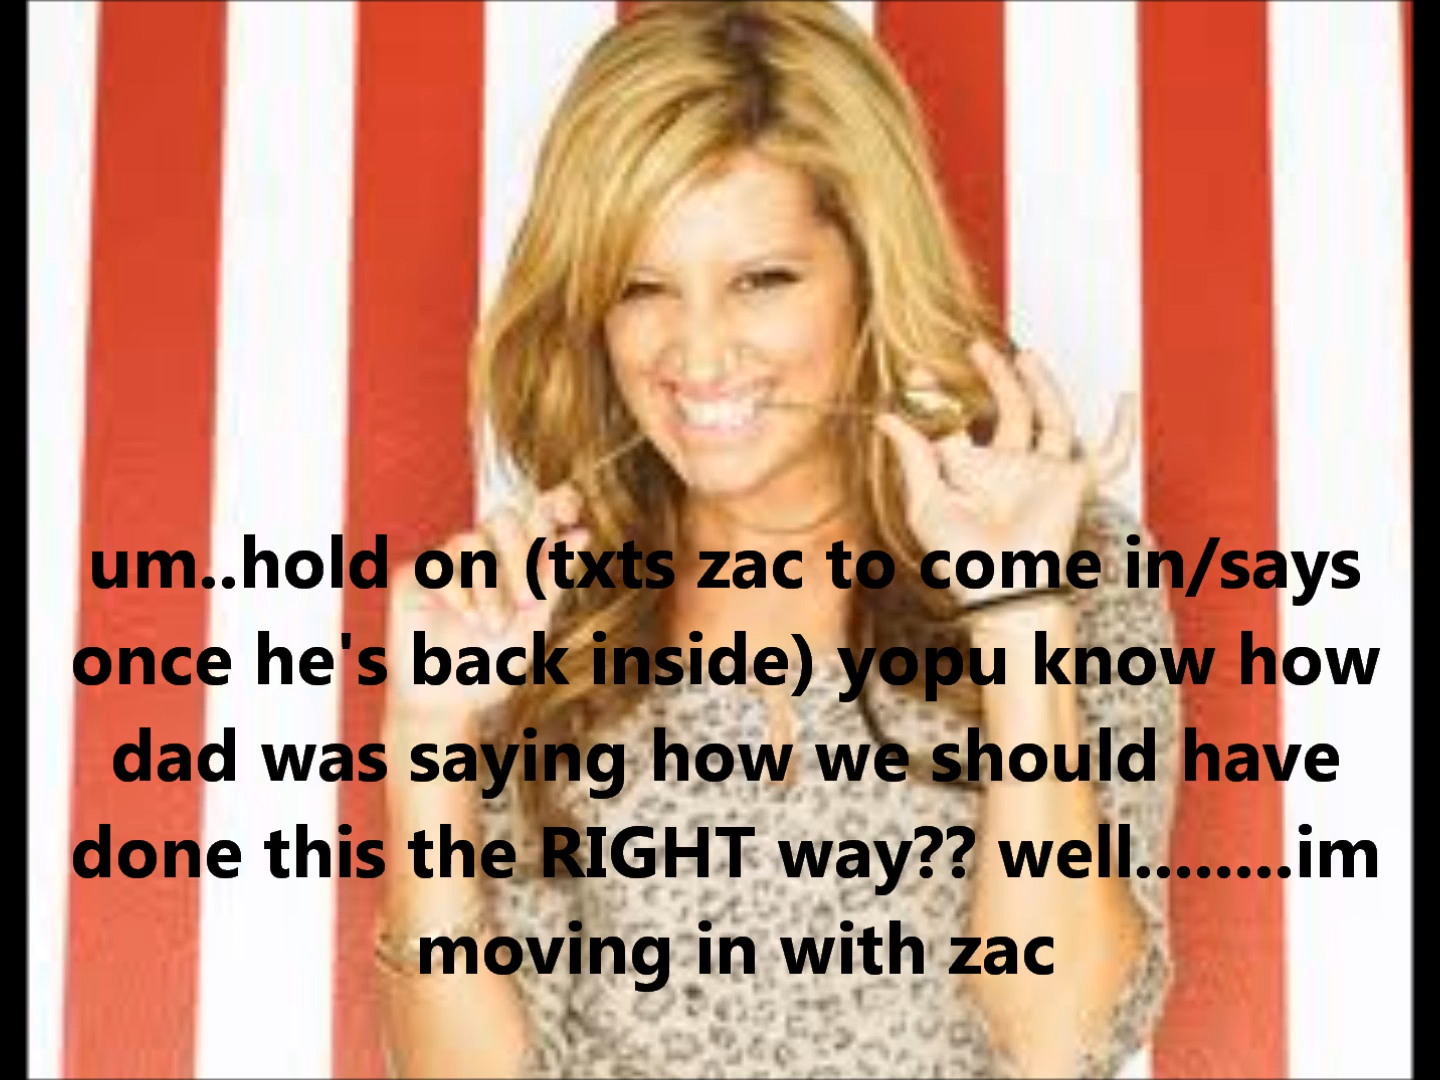 um..hold on (txts zac to come in/says
once he's back inside) yopu know how
dad was saying how we should have
done this the RIGHT way?? well........im
moving in with zac